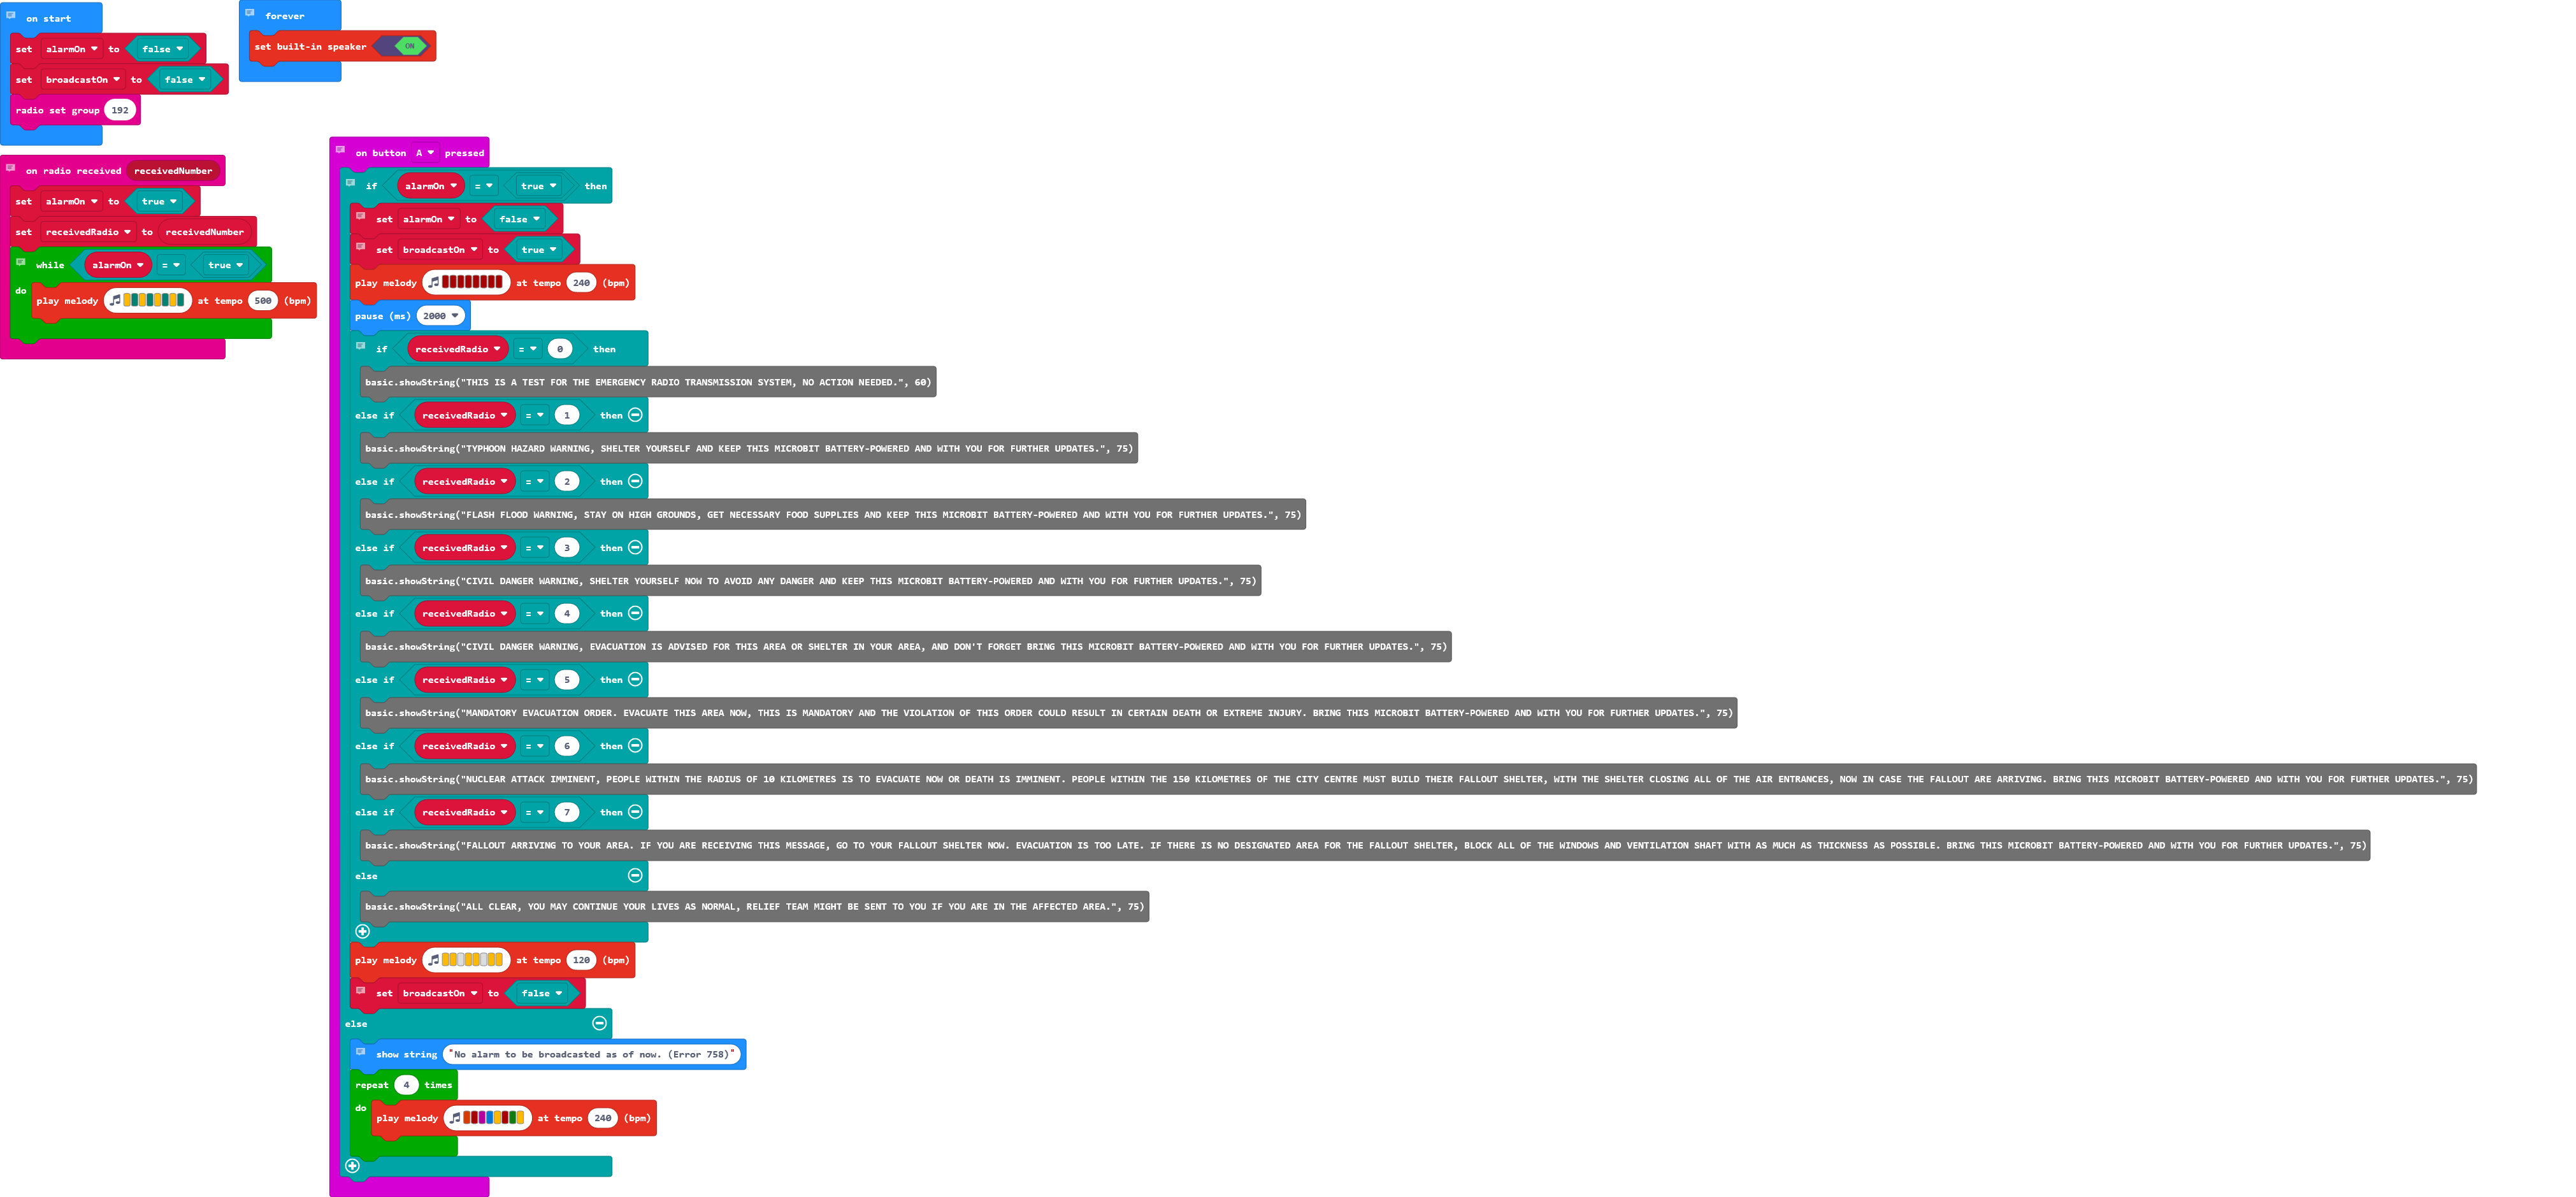 on start
set alarmOn to false
set broadcastOn to false
radio set group 192
forever
set built-in speaker ON
on radio received receivedNumber
set alarmOn to true
set receivedRadio to receivedNumber
while alarmOn = true
do
play melody at tempo 500 (bpm)
on button A pressed
if alarmOn = true then
set alarmOn to false
set broadcastOn to true
play melody at tempo 240 (bpm)
pause (ms) 2000
if receivedRadio = 0 then
basic.showString("THIS IS A TEST FOR THE EMERGENCY RADIO TRANSMISSION SYSTEM, NO ACTION NEEDED.", 60)
else if receivedRadio = 1 then
basic.showString("TYPHOON HAZARD WARNING, SHELTER YOURSELF AND KEEP THIS MICROBIT BATTERY-POWERED AND WITH YOU FOR FURTHER UPDATES.", 75)
else if receivedRadio = 2 then
basic.showString("FLASH FLOOD WARNING, STAY ON HIGH GROUNDS, GET NECESSARY FOOD SUPPLIES AND KEEP THIS MICROBIT BATTERY-POWERED AND WITH YOU FOR FURTHER UPDATES.", 75)
else if receivedRadio = 3 then
basic.showString("CIVIL DANGER WARNING, SHELTER YOURSELF NOW TO AVOID ANY DANGER AND KEEP THIS MICROBIT BATTERY-POWERED AND WITH YOU FOR FURTHER UPDATES.", 75)
else if receivedRadio = 4 then
basic.showString("CIVIL DANGER WARNING, EVACUATION IS ADVISED FOR THIS AREA OR SHELTER IN YOUR AREA, AND DON'T FORGET BRING THIS MICROBIT BATTERY-POWERED AND WITH YOU FOR FURTHER UPDATES.", 75)
else if receivedRadio = 5 then
basic.showString("MANDATORY EVACUATION ORDER. EVACUATE THIS AREA NOW, THIS IS MANDATORY AND THE VIOLATION OF THIS ORDER COULD RESULT IN CERTAIN DEATH OR EXTREME INJURY. BRING THIS MICROBIT BATTERY-POWERED AND WITH YOU FOR FURTHER UPDATES.", 75)
else if receivedRadio = 6 then
basic.showString("NUCLEAR ATTACK IMMINENT, PEOPLE WITHIN THE RADIUS OF 10 KILOMETRES IS TO EVACUATE NOW OR DEATH IS IMMINENT. PEOPLE WITHIN THE 150 KILOMETRES OF THE CITY CENTRE MUST BUILD THEIR FALLOUT SHELTER, WITH THE SHELTER CLOSING ALL OF THE AIR ENTRANCES, NOW IN CASE THE FALLOUT ARE ARRIVING. BRING THIS MICROBIT BATTERY-POWERED AND WITH YOU FOR FURTHER UPDATES.", 75)
else if receivedRadio = 7 then
basic.showString("FALLOUT ARRIVING TO YOUR AREA. IF YOU ARE RECEIVING THIS MESSAGE, GO TO YOUR FALLOUT SHELTER NOW. EVACUATION IS TOO LATE. IF THERE IS NO DESIGNATED AREA FOR THE FALLOUT SHELTER, BLOCK ALL OF THE WINDOWS AND VENTILATION SHAFT WITH AS MUCH AS THICKNESS AS POSSIBLE. BRING THIS MICROBIT BATTERY-POWERED AND WITH YOU FOR FURTHER UPDATES.", 75)
else
basic.showString("ALL CLEAR, YOU MAY CONTINUE YOUR LIVES AS NORMAL, RELIEF TEAM MIGHT BE SENT TO YOU IF YOU ARE IN THE AFFECTED AREA.", 75)
play melody at tempo 120 (bpm)
set broadcastOn to false
else
show string "No alarm to be broadcasted as of now. (Error 758)"
repeat 4 times
do
play melody at tempo 240 (bpm)